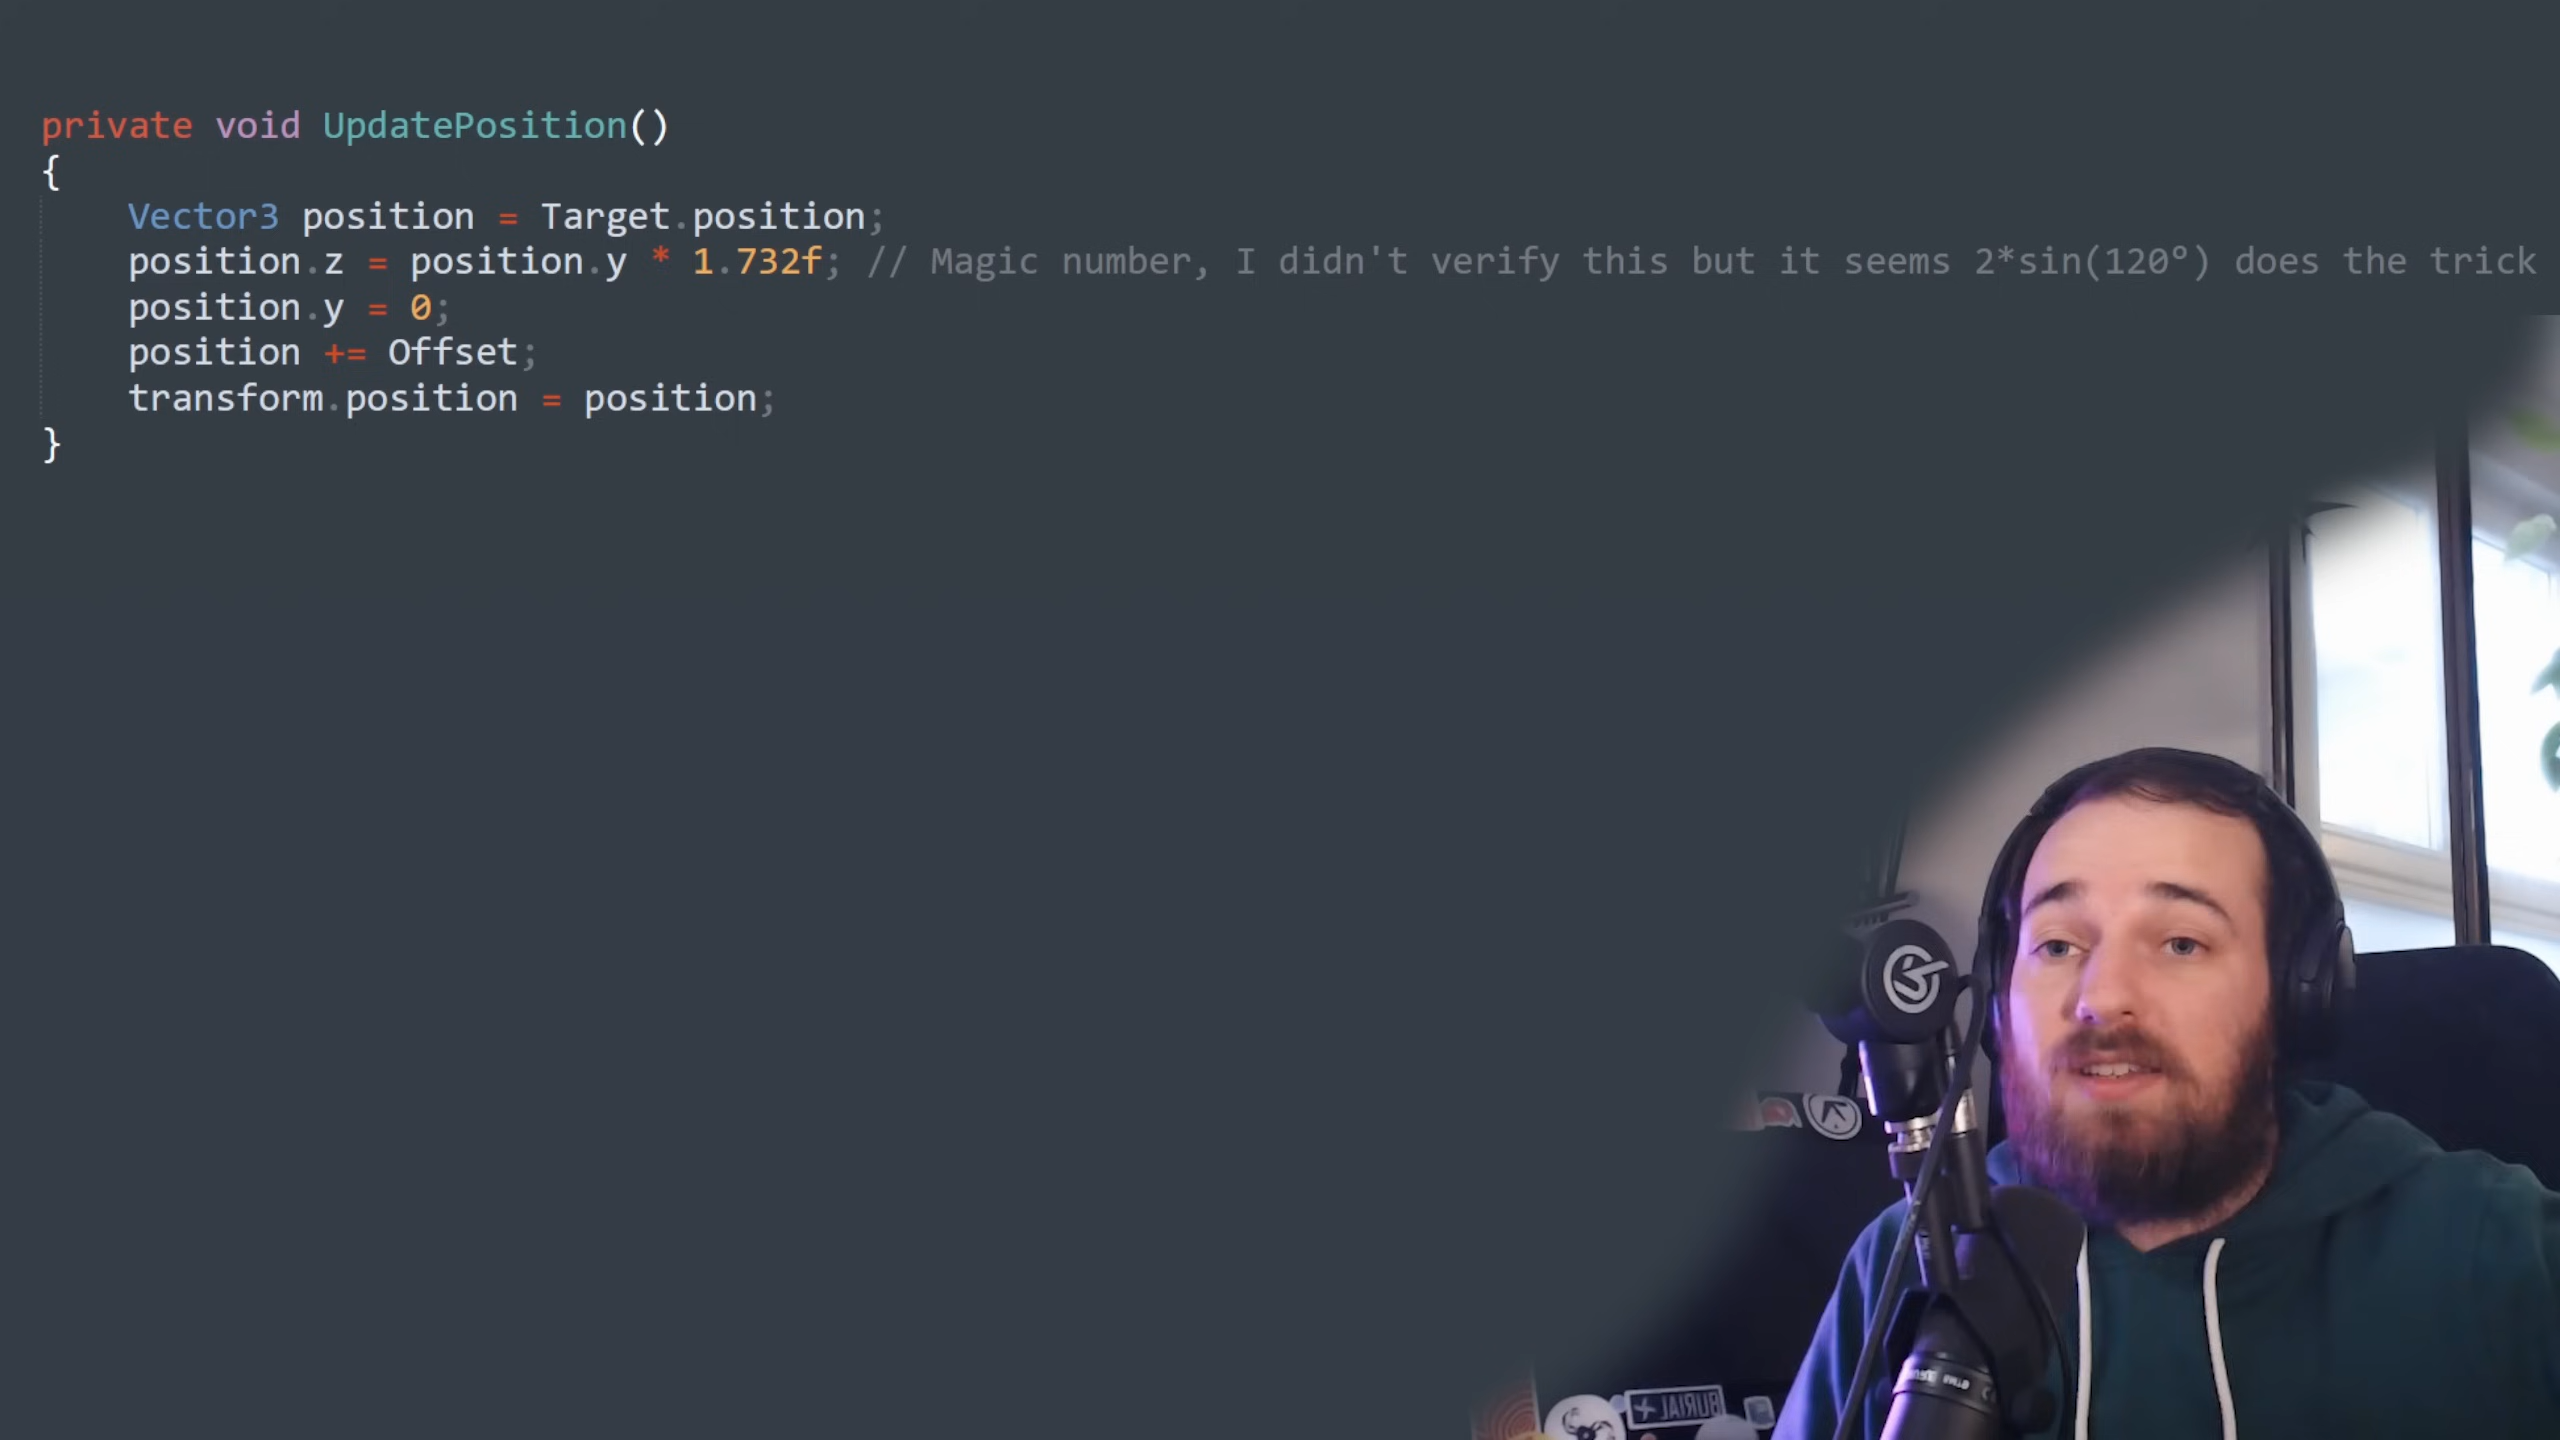 private void UpdatePosition()
{
Vector3 position = Target.position;
position.z = position.y * 1.732f; // Magic number, I didn't verify this but it seems 2*sin(120°) does the trick
position.y = 0;
position += Offset;
transform.position = position;
}
BURIAL